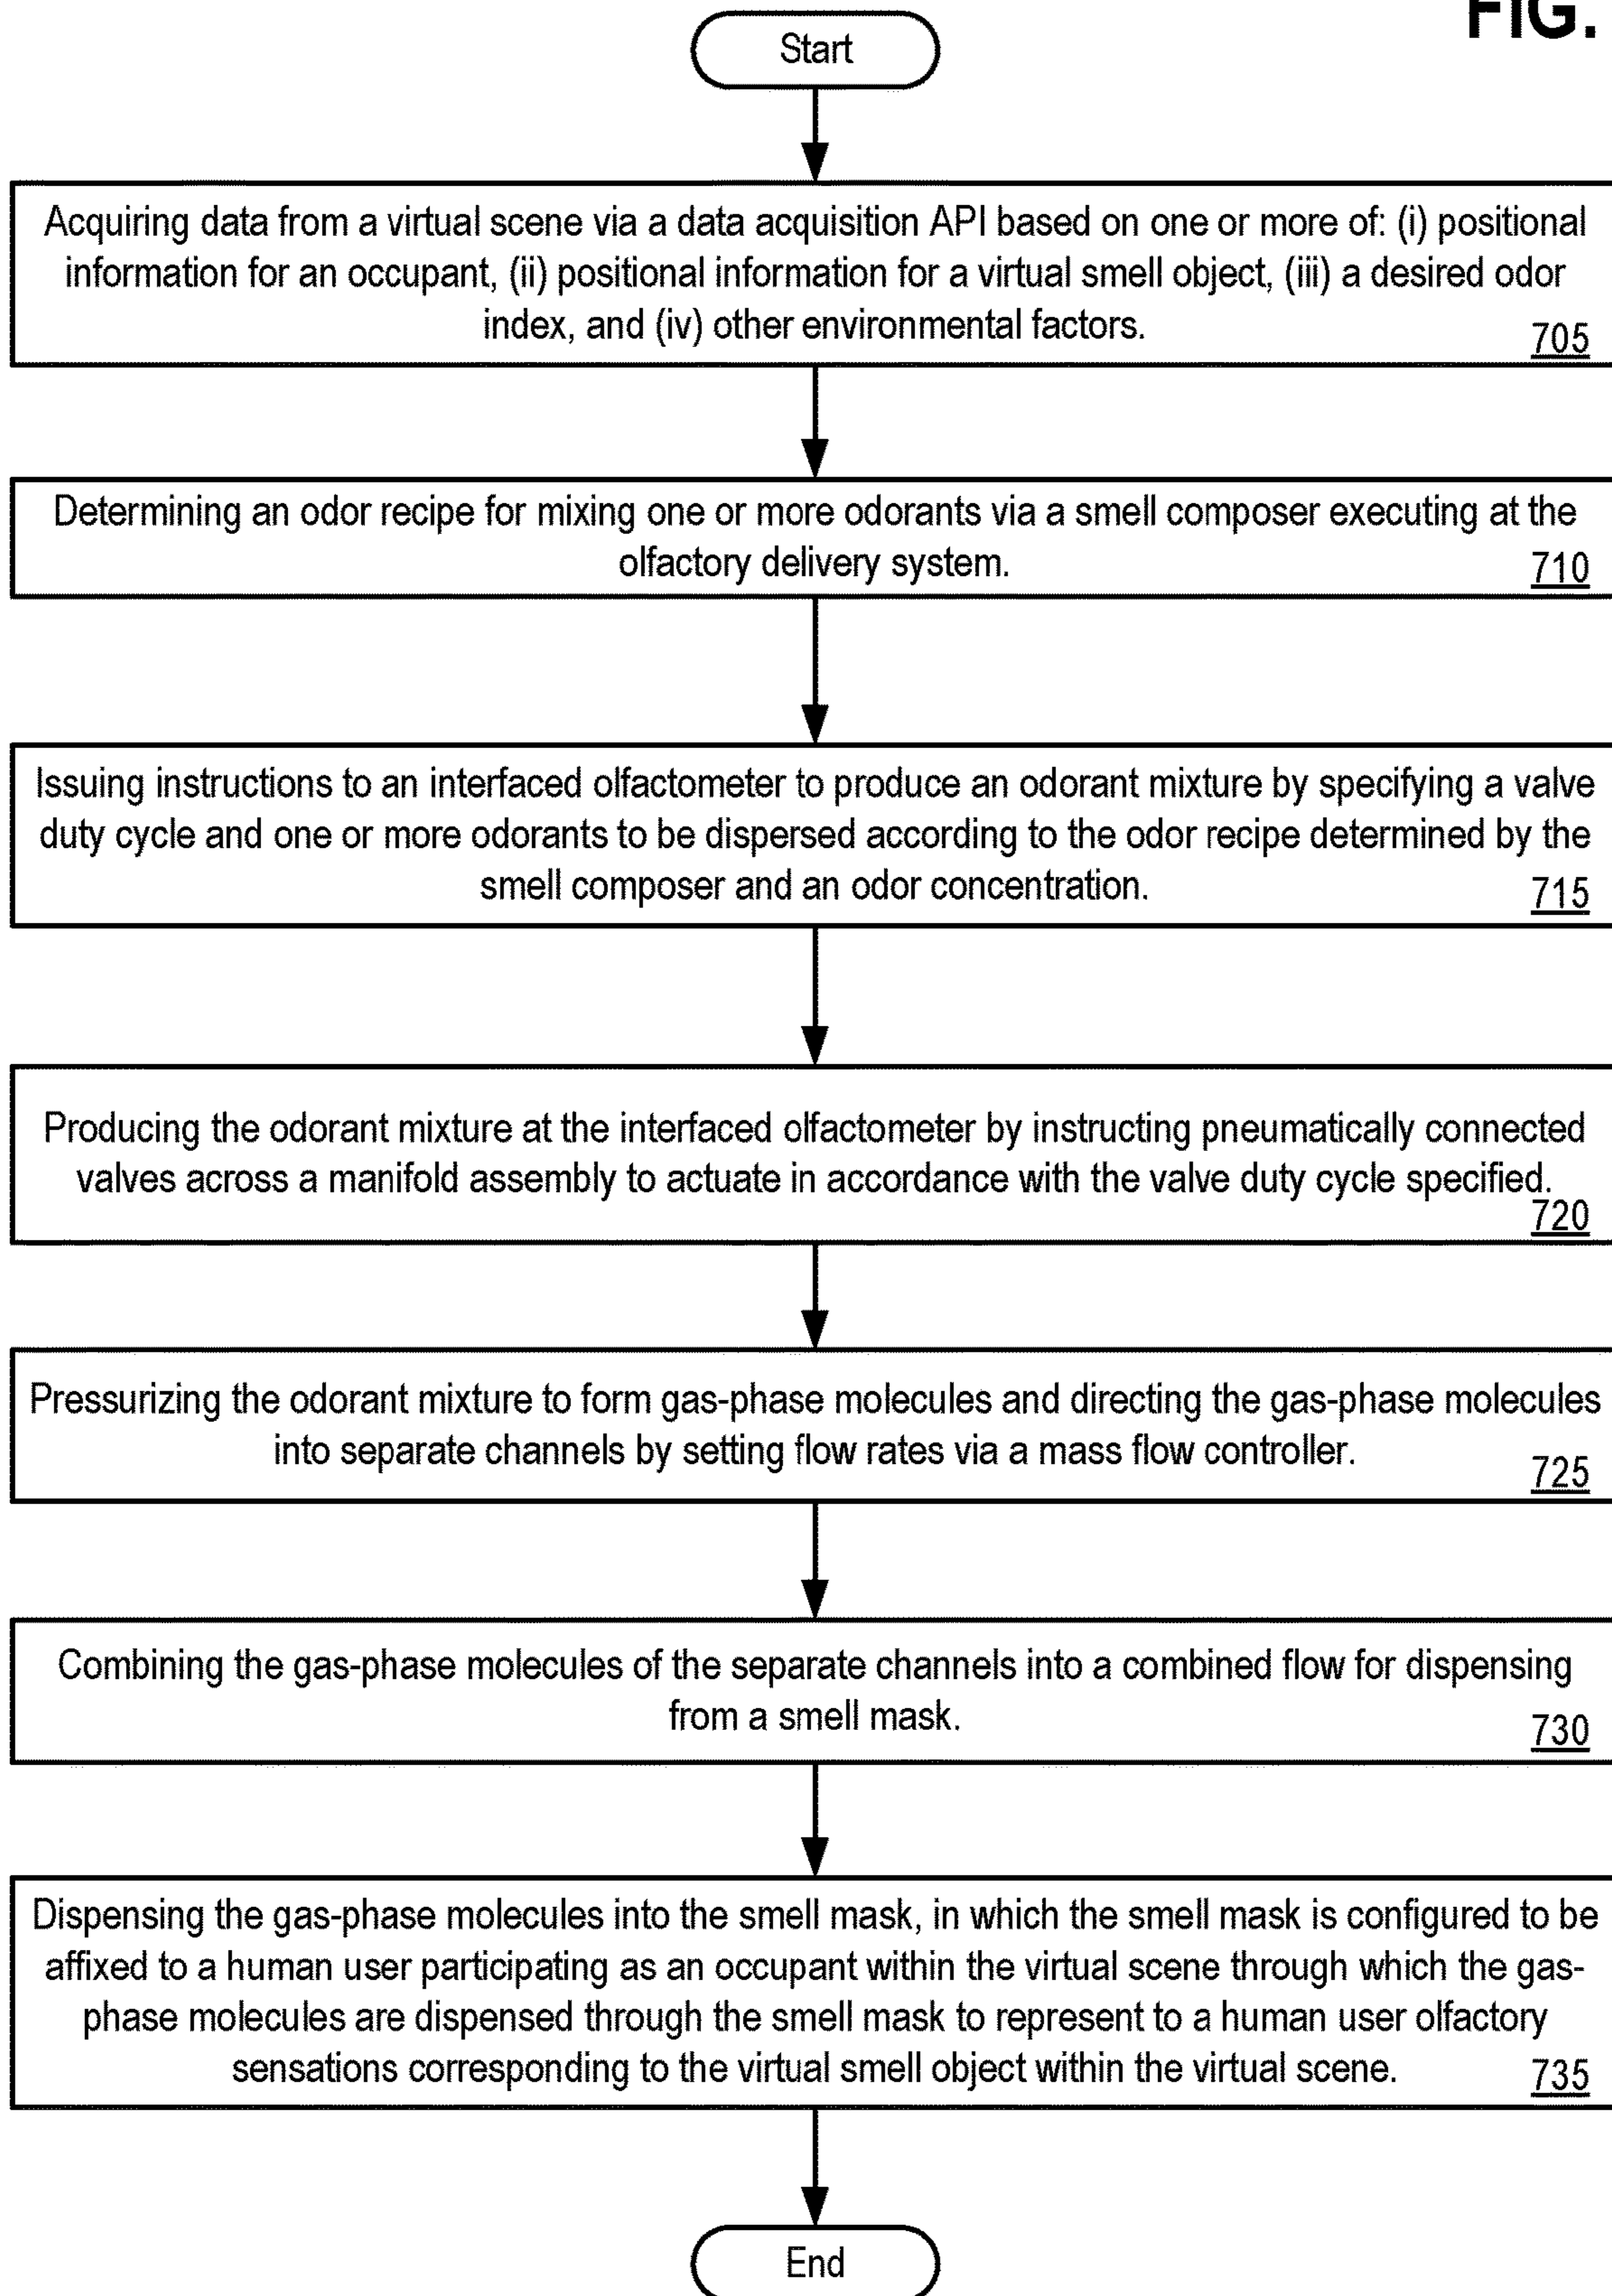 FIG.
Start
Acquiring data from a virtual scene via a data acquisition API based on one or more of: (i) positional
information for an occupant, (ii) positional information for a virtual smell object, (iii) a desired odor
index, and (iv) other environmental factors.
705
Determining an odor recipe for mixing one or more odorants via a smell composer executing at the
olfactory delivery system.
710
Issuing instructions to an interfaced olfactometer to produce an odorant mixture by specifying a valve
duty cycle and one or more odorants to be dispersed according to the odor recipe determined by the
smell composer and an odor concentration.
715
Producing the odorant mixture at the interfaced olfactometer by instructing pneumatically connected
valves across a manifold assembly to actuate in accordance with the valve duty cycle specified.
720
Pressurizing the odorant mixture to form gas-phase molecules and directing the gas-phase molecules
into separate channels by setting flow rates via a mass flow controller.
725
Combining the gas-phase molecules of the separate channels into a combined flow for dispensing
from a smell mask.
730
Dispensing the gas-phase molecules into the smell mask, in which the smell mask is configured to be
affixed to a human user participating as an occupant within the virtual scene through which the gas-
phase molecules are dispensed through the smell mask to represent to a human user olfactory
sensations corresponding to the virtual smell object within the virtual scene.
735
End